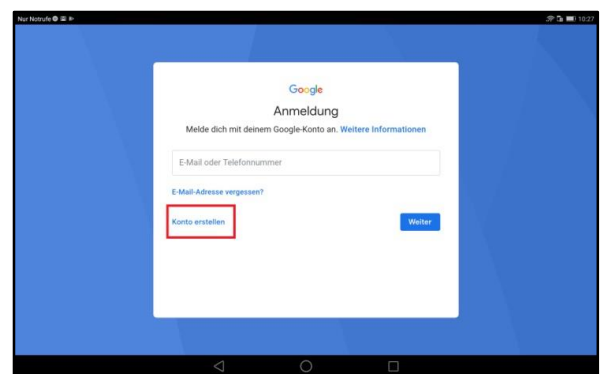 Nur Notrufe
10:27
Google
Anmeldung
Melde dich mit deinem Google-Konto an. Weitere Informationen
E-Mail oder Telefonnummer
E-Mail-Adresse vergessen?
Konto erstellen
Weiter